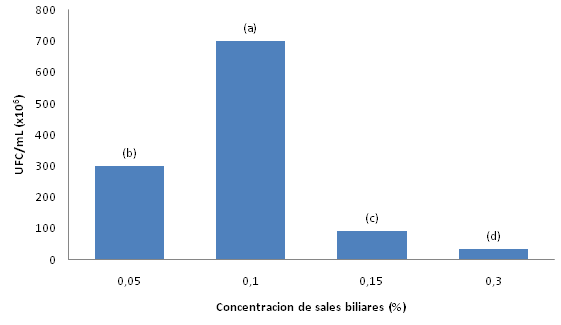 800
700
600
500
400
300
200
100
0
UFC/mL (x10⁶)
(b)
(a)
(c)
(d)
0,05 0,1 0,15 0,3
Concentracion de sales biliares (%)